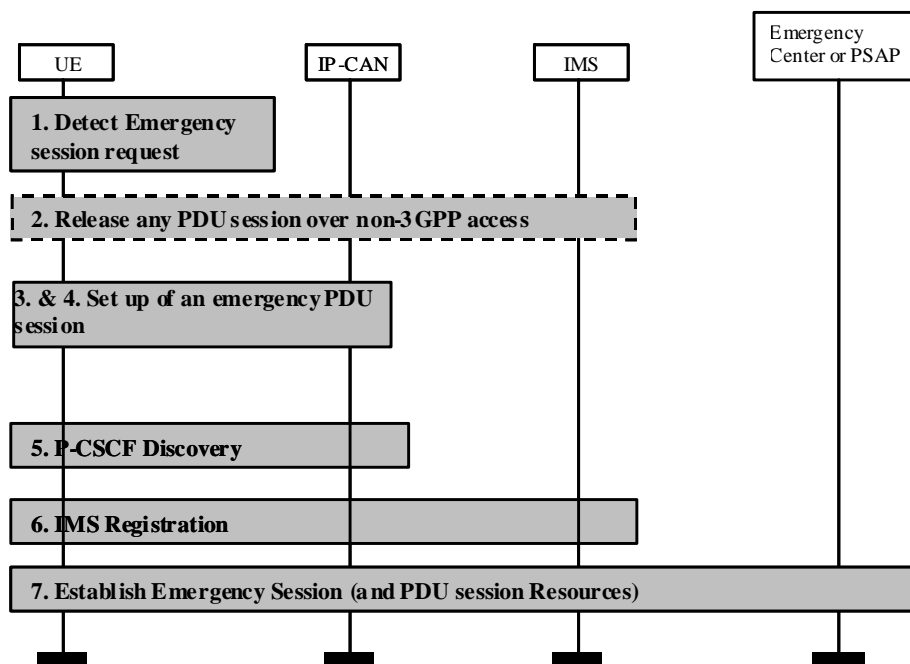 UE
IP-CAN
IMS
Emergency
Center or PSAP
1. Detect Emergency
session request
2. Release any PDU session over non-3GPP access
3. & 4. Set up of an emergency PDU
session
5. P-CSCF Discovery
6. IMS Registration
7. Establish Emergency Session (and PDU session Resources)